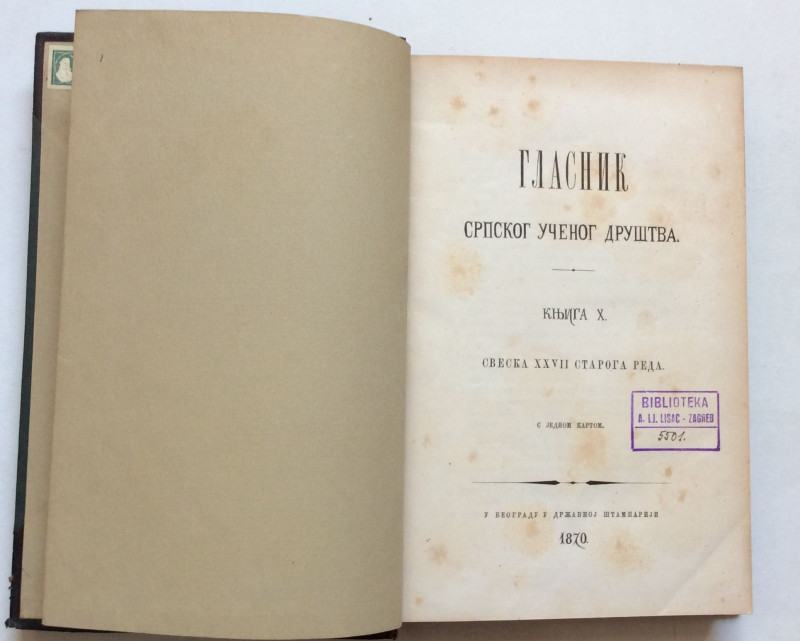 ГЛАСНИК
СРПСКОГ УЧЕНОГ ДРУШТВА.
КЊИГА X.
СВЕСКА XXVII СТАРОГА РЕДА.
С ЈЕДНОМ КАРТОМ.
BIBLIOTEKA
A. LJ. LISAC - ZAGREB
5501.
У БЕОГРАДУ У ДРЖАВНОЈ ШТАМПАРИЈИ
1870.